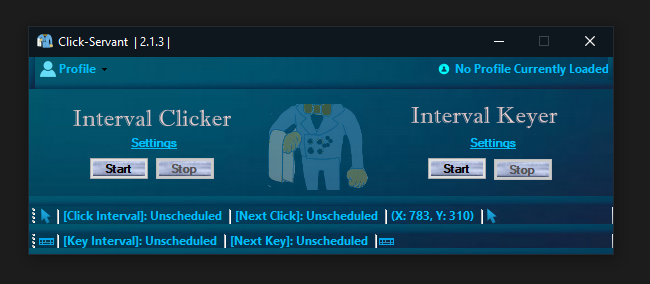 Click-Servant | 2.1.3 |
Profile
No Profile Currently Loaded
Interval Clicker
Settings
Start Stop
Interval Keyer
Settings
Start Stop
[Click Interval]: Unscheduled [Next Click]: Unscheduled (X: 783, Y: 310)
[Key Interval]: Unscheduled [Next Key]: Unscheduled